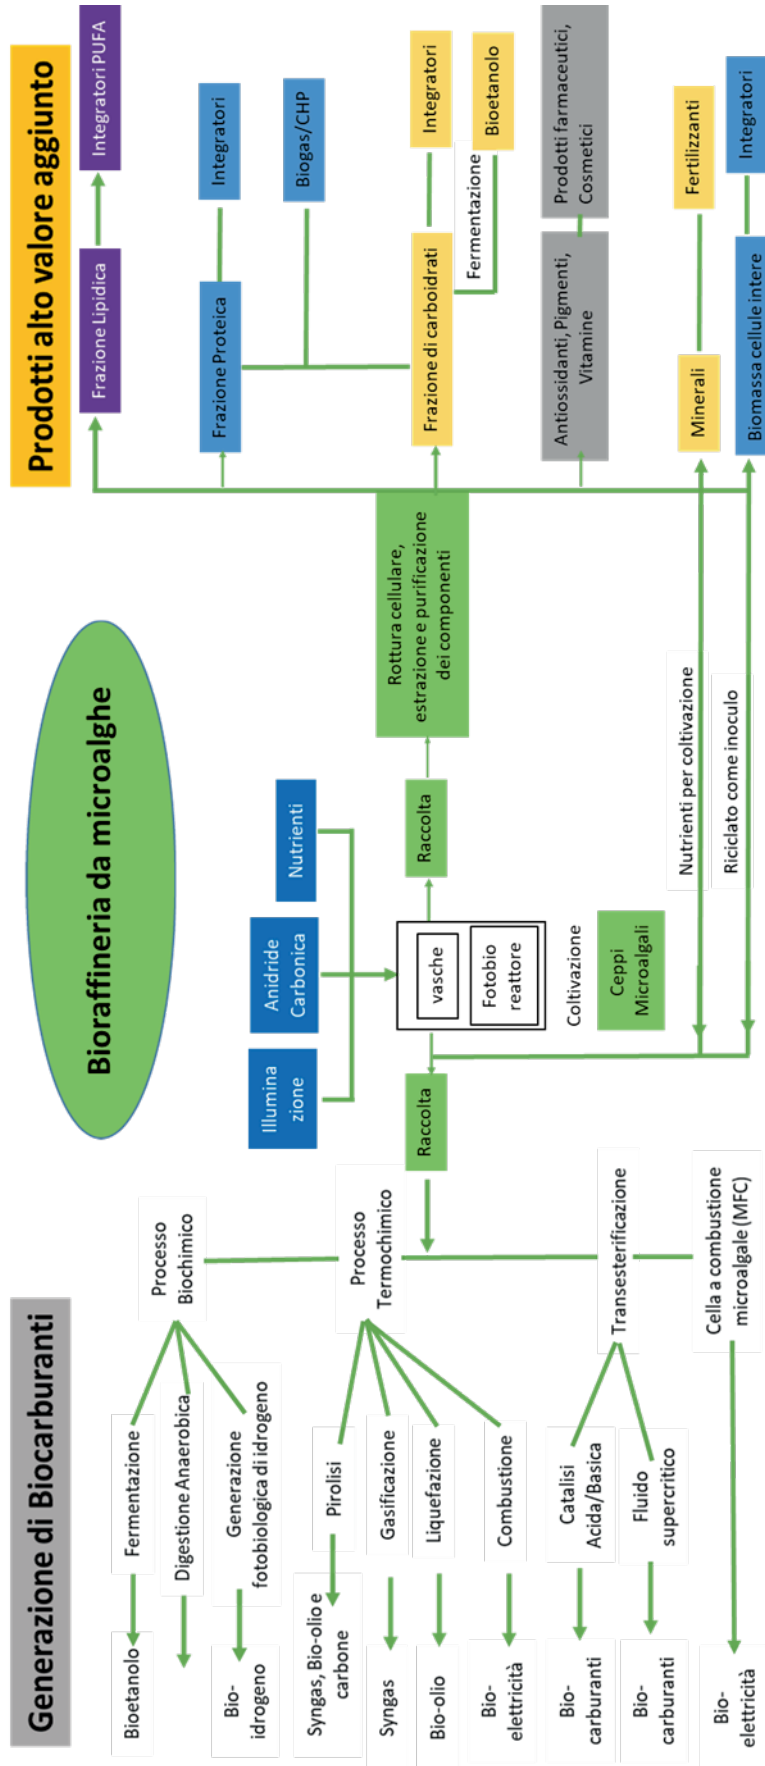 Generazione di Biocarburanti
Bioraffineria da microalghe
Prodotti alto valore aggiunto
Bioetanolo
Fermentazione
Digestione Anaerobica
Bio-
idrogeno
Generazione
fotobiologica di idrogeno
Processo
Biochimico
Syngas, Bio-olio e
carbone
Pirolisi
Syngas
Gasificazione
Bio-olio
Liquefazione
Bio-
elettricità
Combustione
Processo
Termochimico
Bio-
carburanti
Catalisi
Acida/Basica
Bio-
carburanti
Fluido
supercritico
Transesterificazione
Bio-
elettricità
Cella a combustione
microalgale (MFC)
Illumina
zione
Anidride
Carbonica
Nutrienti
Raccolta
vasche
Fotobio
reattore
Coltivazione
Ceppi
Microalgali
Raccolta
Rottura cellulare,
estrazione e purificazione
dei componenti
Nutrienti per coltivazione
Riciclato come inoculo
Frazione Lipidica
Integratori PUFA
Frazione Proteica
Integratori
Biogas/CHP
Frazione di carboidrati
Integratori
Fermentazione
Bioetanolo
Antiossidanti, Pigmenti,
Vitamine
Prodotti farmaceutici,
Cosmetici
Minerali
Fertilizzanti
Biomassa cellule intere
Integratori